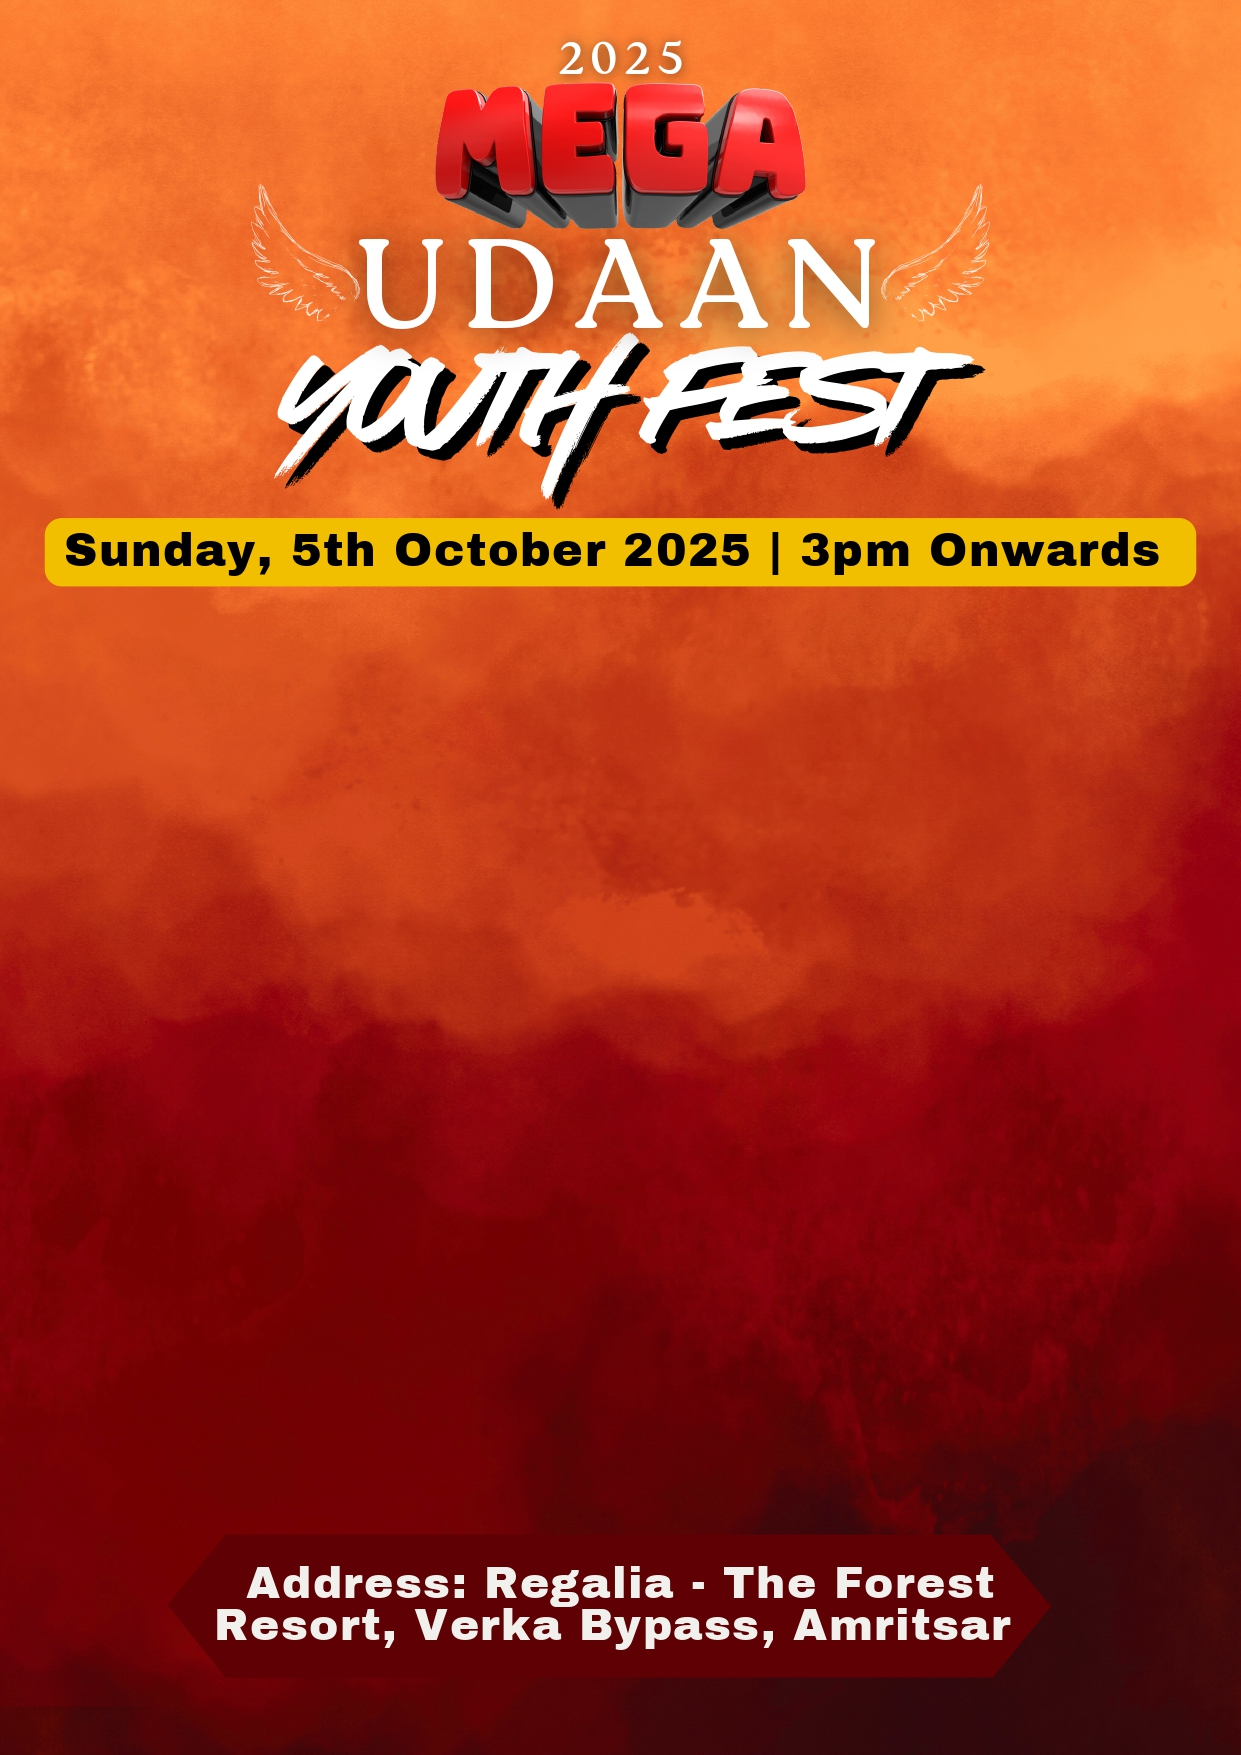 2025
MEGA
UDAAN
YOUTH FEST
Sunday, 5th October 2025 | 3pm Onwards
Address: Regalia - The Forest
Resort, Verka Bypass, Amritsar